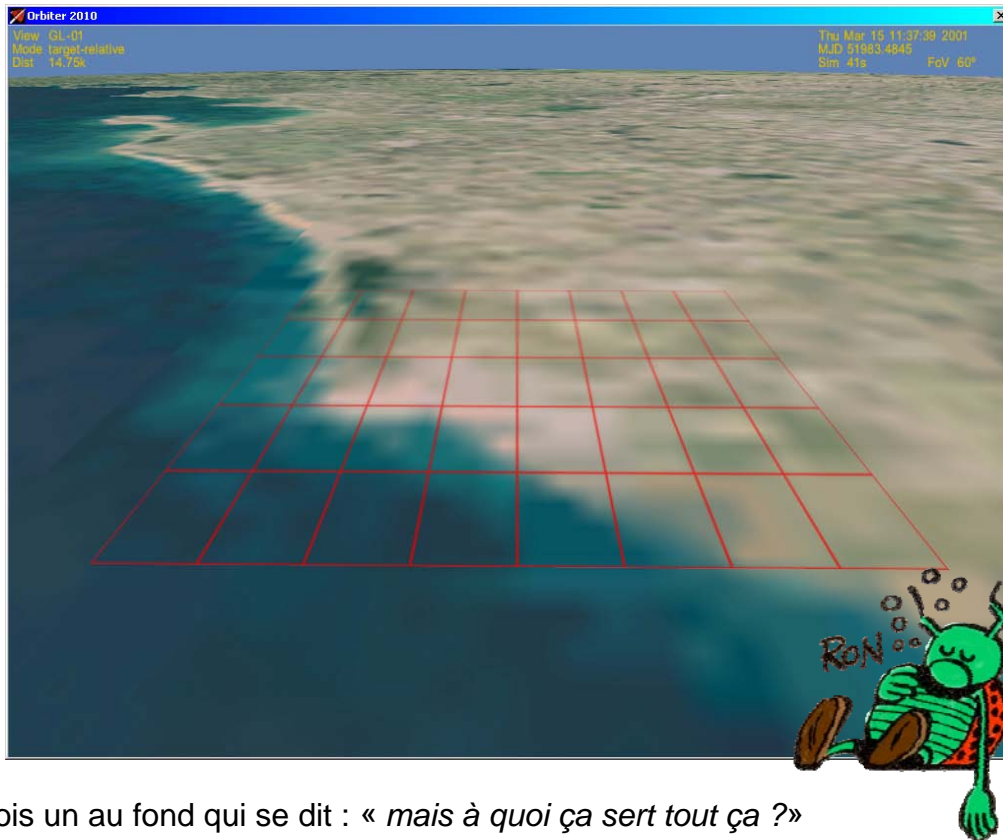 Orbiter 2010
View GL-01
Mode target-relative
Dist 14.75k
Thu Mar 15 11:37:39 2001
MJD 51983.4845
Sim 41s FoV 60°
RON
ois un au fond qui se dit : « mais à quoi ça sert tout ça ?»